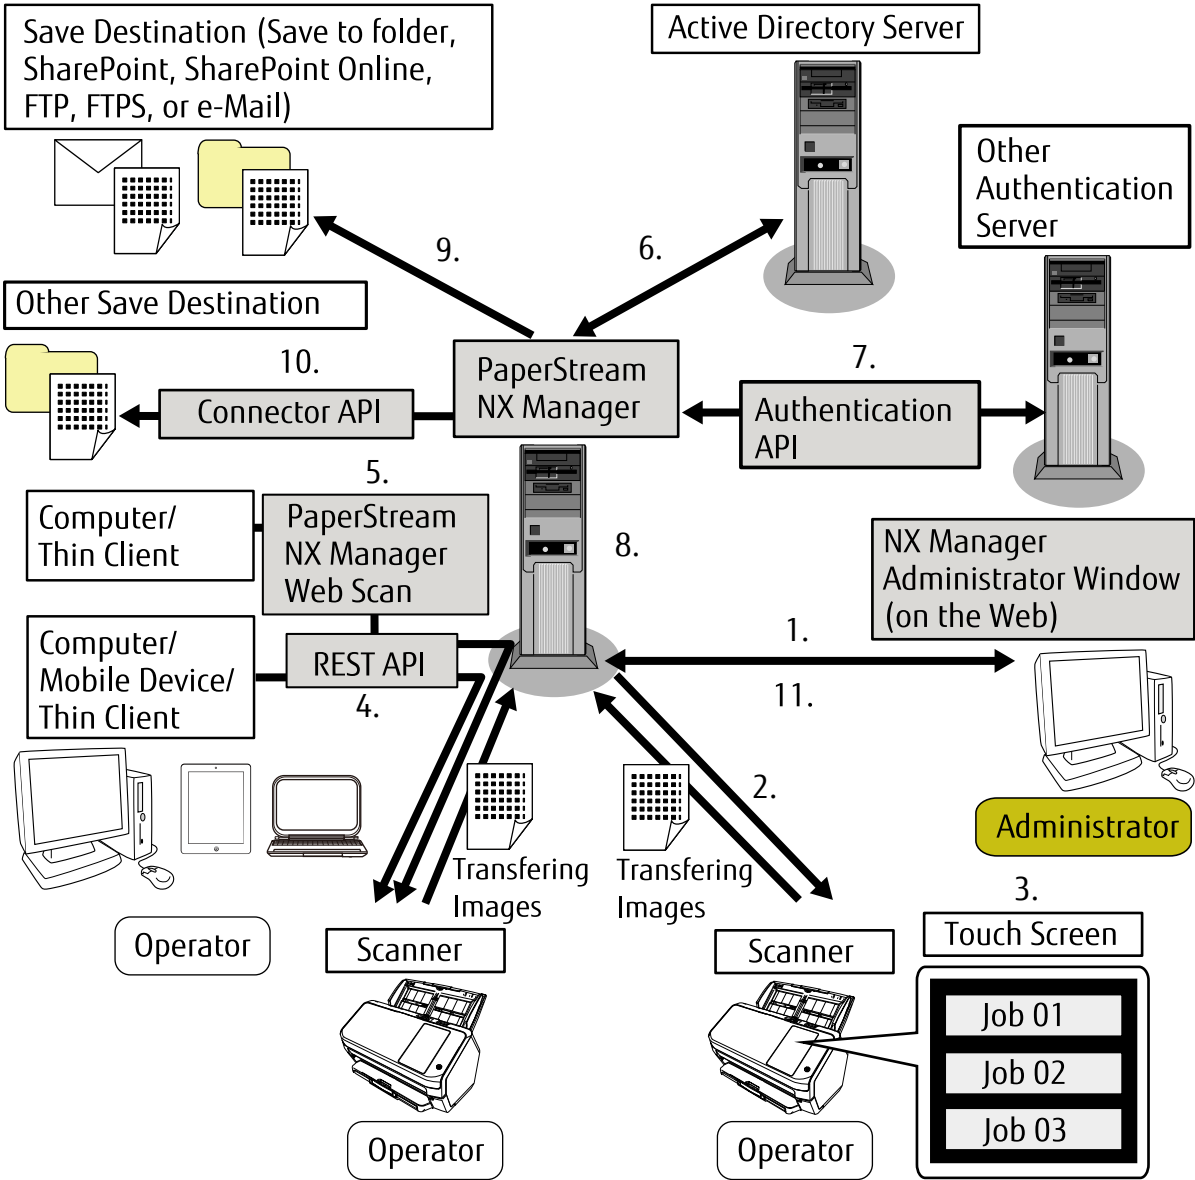 Save Destination (Save to folder,
SharePoint, SharePoint Online,
FTP, FTPS, or e-Mail)
Active Directory Server
Other
Authentication
Server
9.
6.
Other Save Destination
10.
PaperStream
NX Manager
7.
Connector API
Authentication
API
5.
Computer/
Thin Client
PaperStream
NX Manager
Web Scan
8.
NX Manager
Administrator Window
(on the Web)
Computer/
Mobile Device/
Thin Client
REST API
4.
1.
11.
2.
Administrator
Transfering
Images
Transfering
Images
3.
Operator
Scanner
Scanner
Touch Screen
Job 01
Job 02
Job 03
Operator
Operator